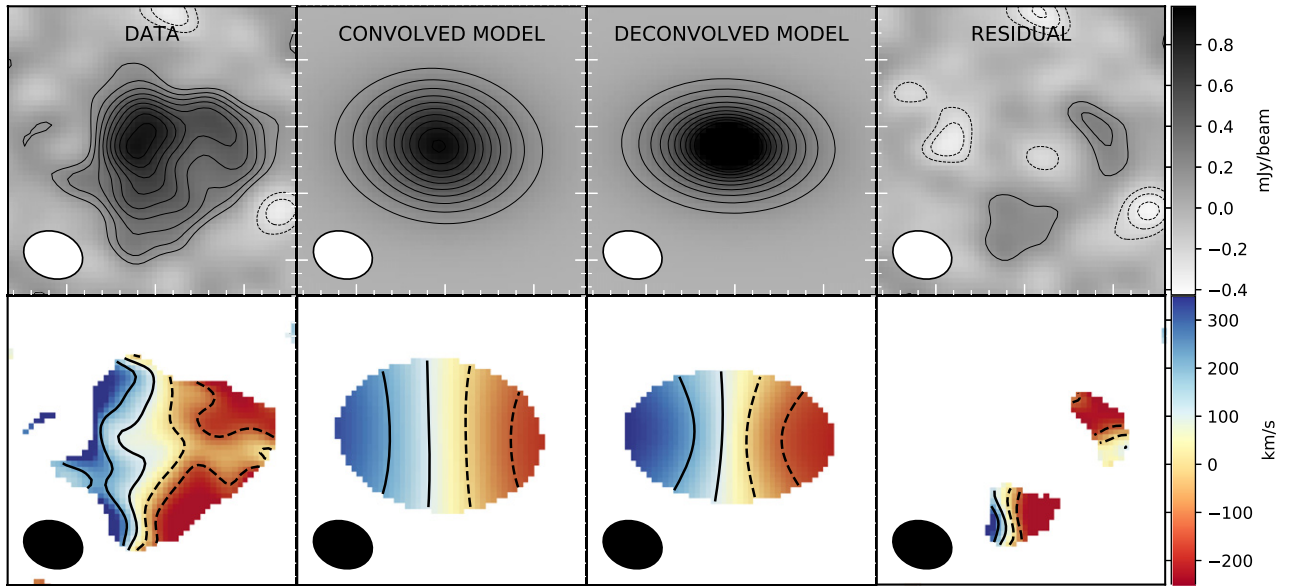 DATA
CONVOLVED MODEL
DECONVOLVED MODEL
RESIDUAL
0.8
0.6
0.4
0.2
0.0
−0.2
−0.4
mJy/beam
300
200
100
0
−100
−200
km/s